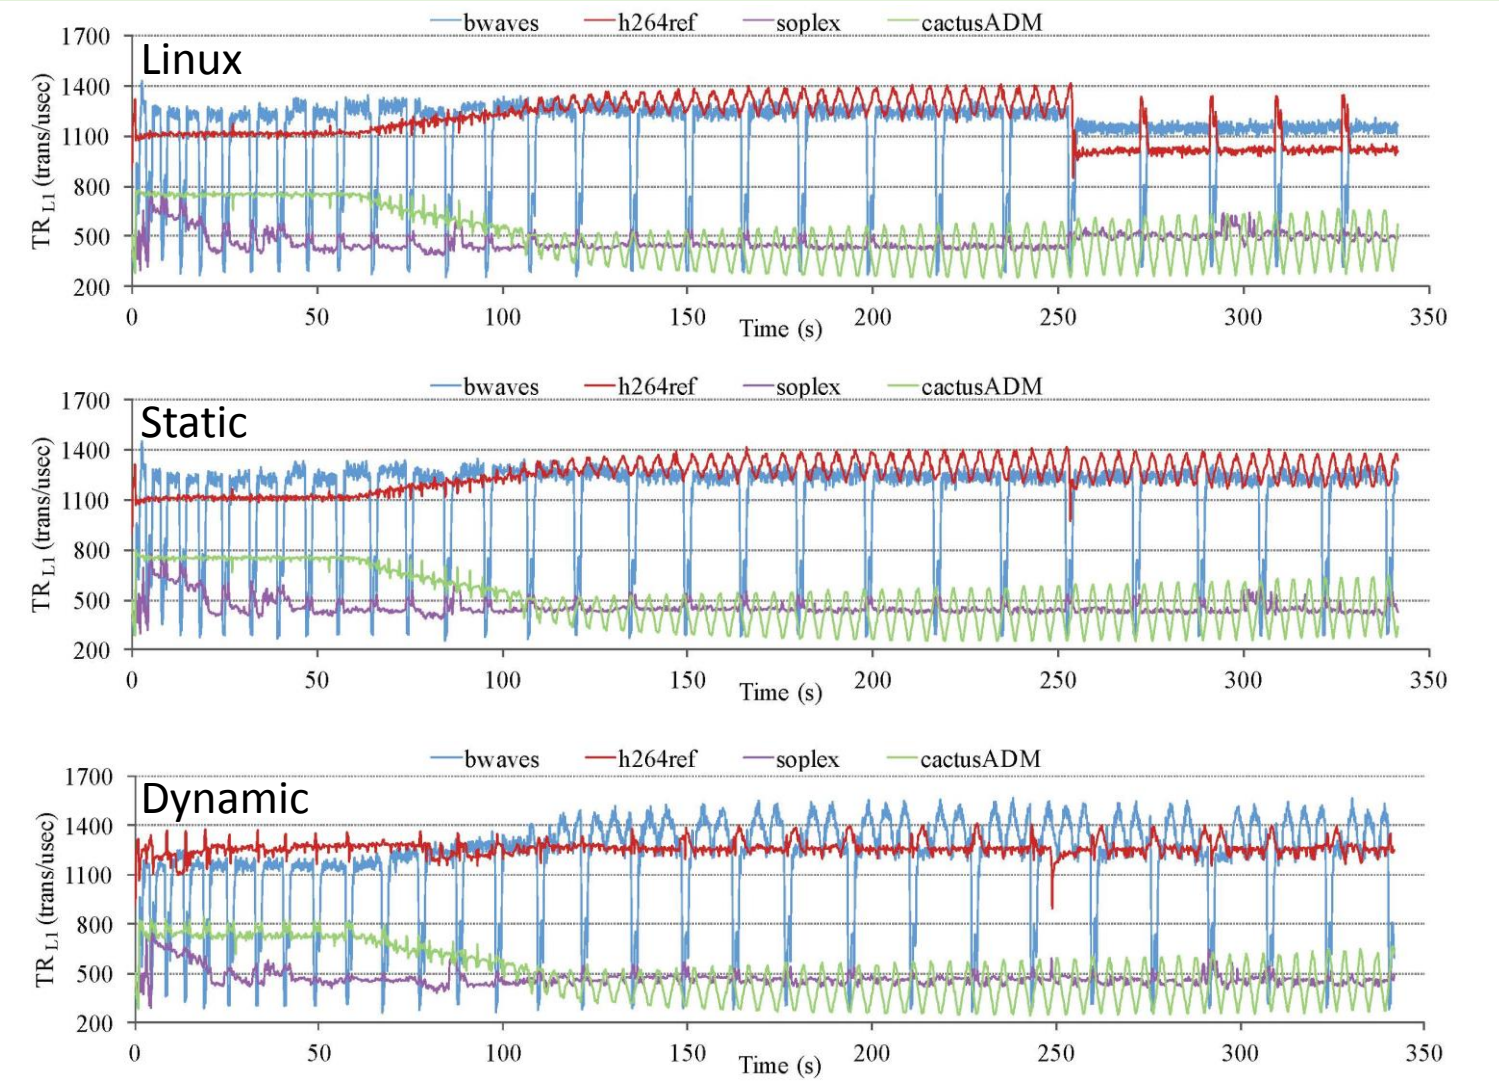 bwaves h264ref soplex cactusADM
Linux
1700
1400
1100
800
500
200
TR L1 (trans/usec)
0 50 100 150 200 250 300 350
Time (s)
bwaves h264ref soplex cactusADM
Static
1700
1400
1100
800
500
200
TR L1 (trans/usec)
0 50 100 150 200 250 300 350
Time (s)
bwaves h264ref soplex cactusADM
Dynamic
1700
1400
1100
800
500
200
TR L1 (trans/usec)
0 50 100 150 200 250 300 350
Time (s)